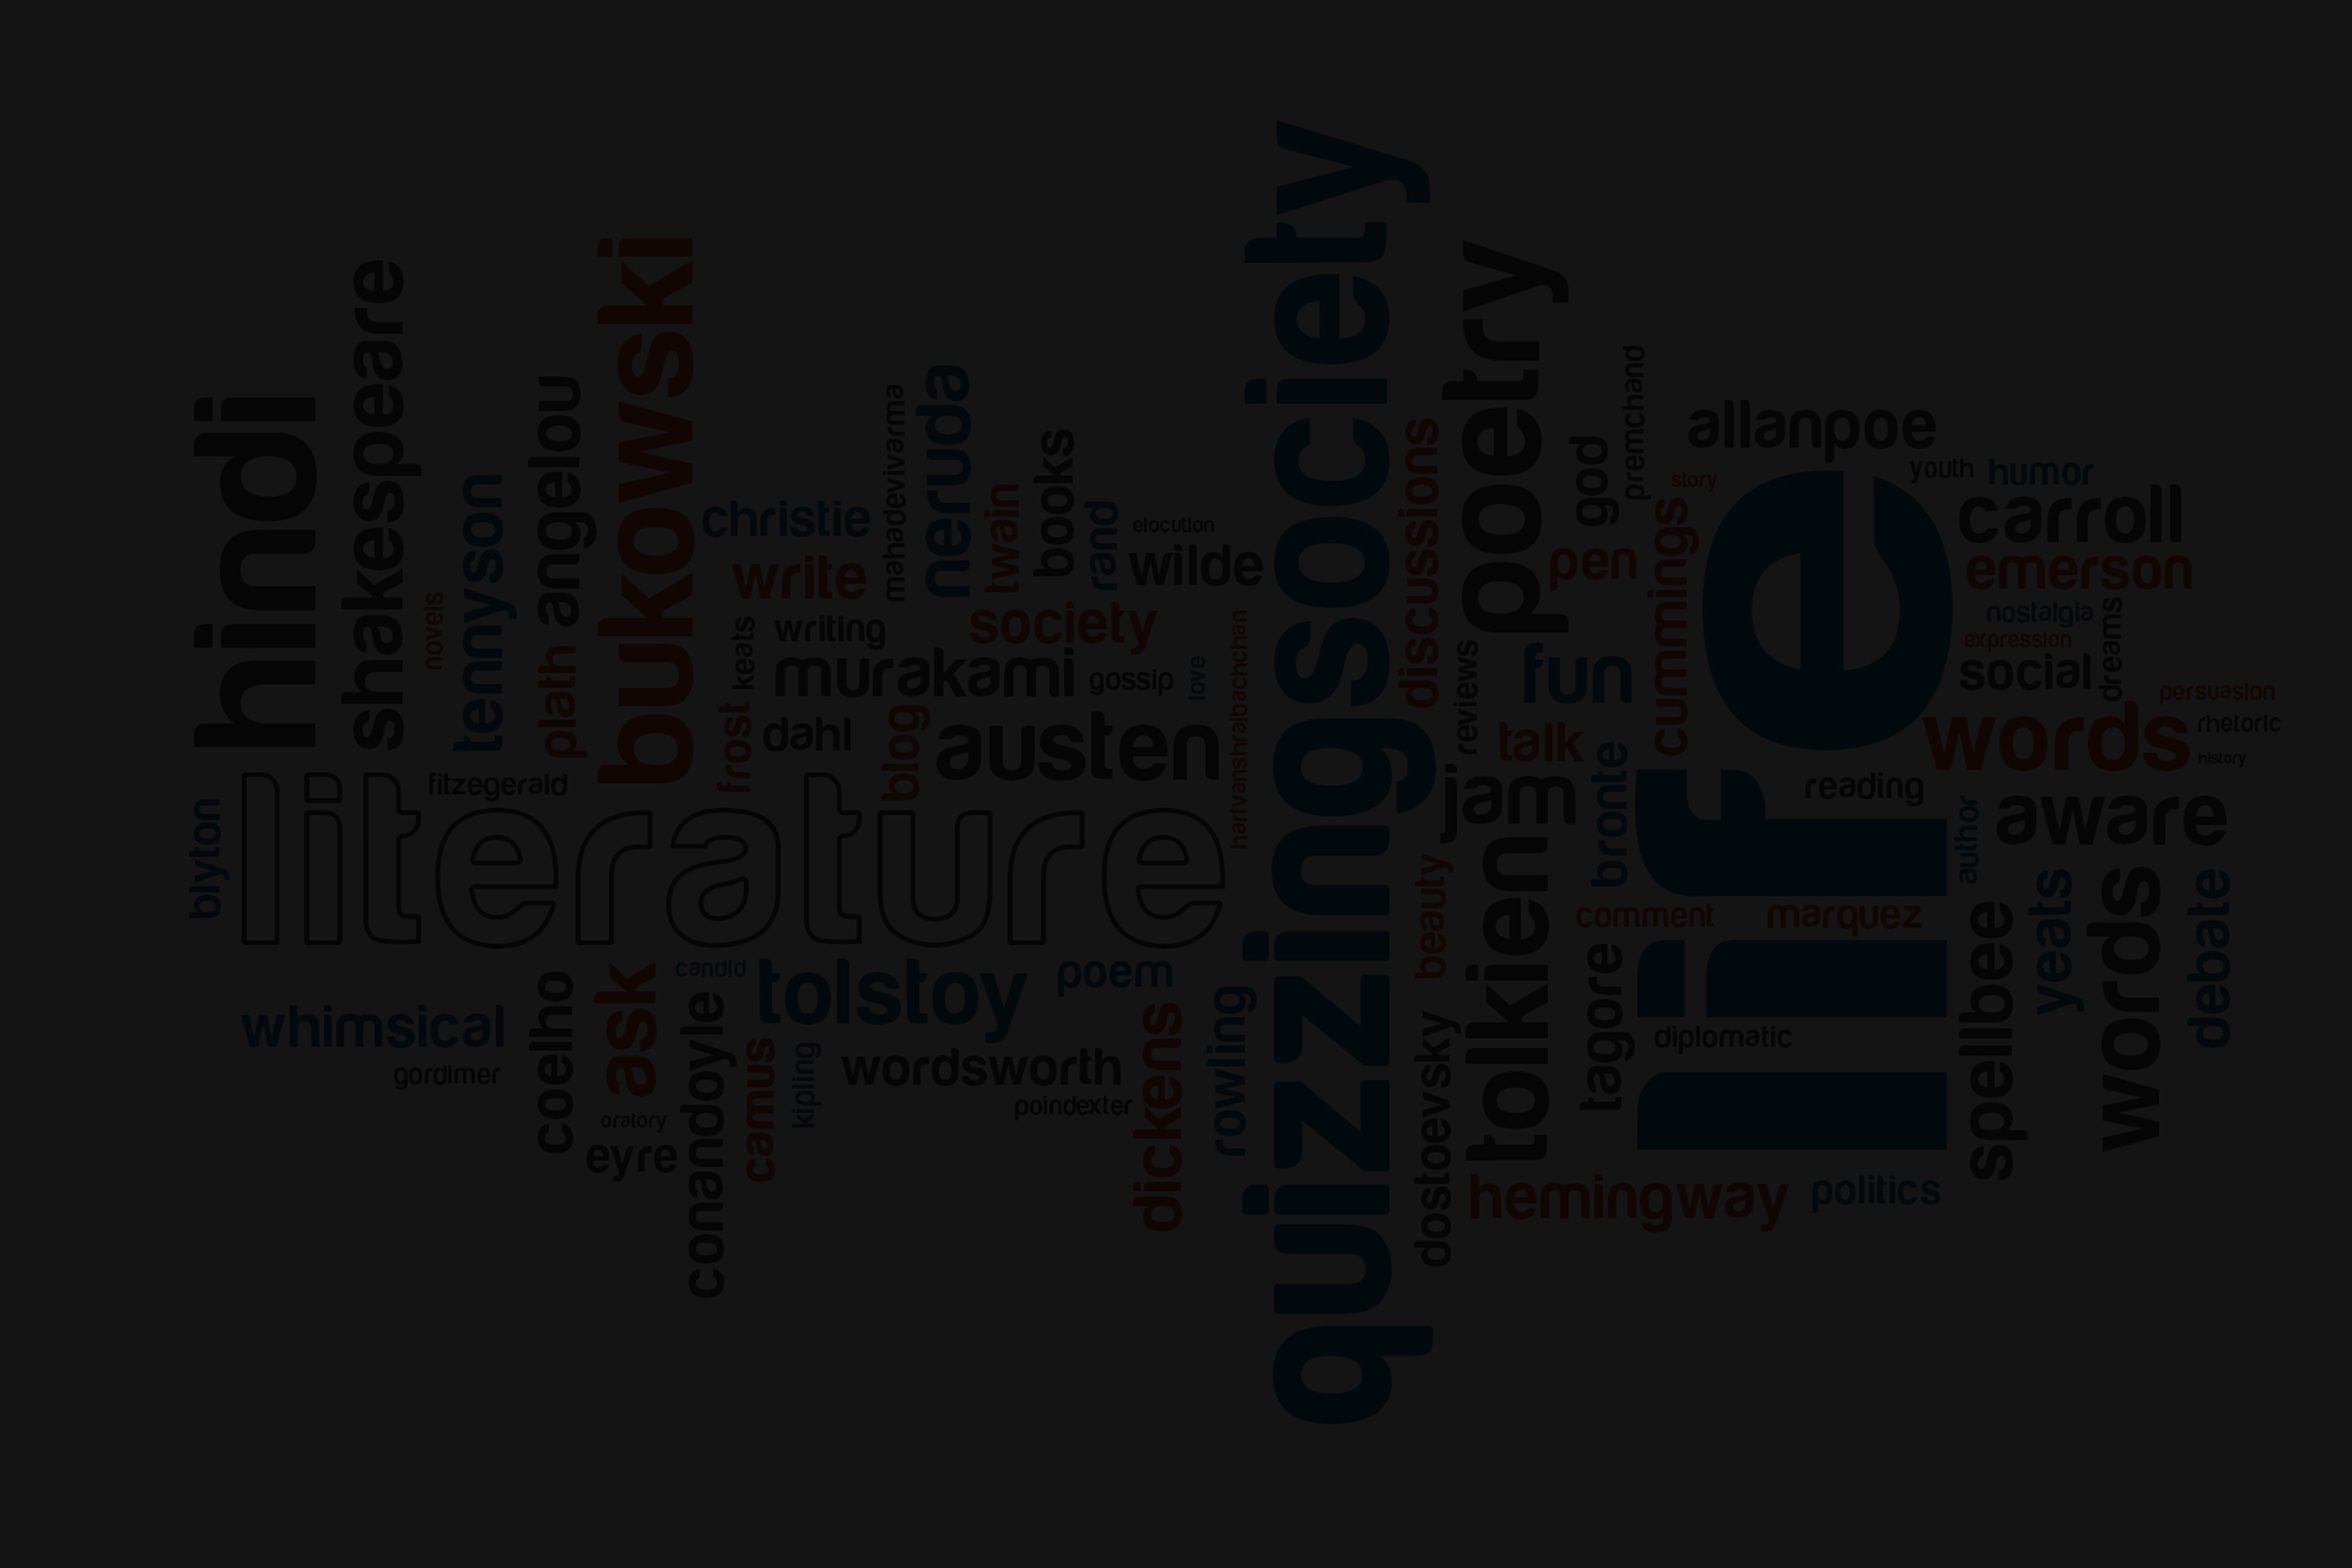 hindi
shakespeare
novels
tennyson
plath
angelou
bukowski
christie
write
mahadevivarma
neruda
twain
books
rand
elocution
wilde
keats
writing
society
murakami
gossip
love
harivanshraibachchan
frost
dahl
blog
austen
quizzingsociety
discussions
poetry
reviews
god
premchand
pen
story
cummings
fun
talk
jam
allanpoe
youth
humor
carroll
emerson
nostalgia
expression
social
dreams
persuasion
words
rhetoric
history
life
reading
author
aware
blyton
fitzegerald
literature
bronte
beauty
tolkien
comment
marquez
tagore
diplomatic
spellbee
yeats
words
debate
whimsical
gordimer
coelho
ask
candid
tolstoy
poem
oratory
eyre
conandoyle
camus
kipling
wordsworth
poindexter
dickens
rowling
dostoevsky
hemingway
politics